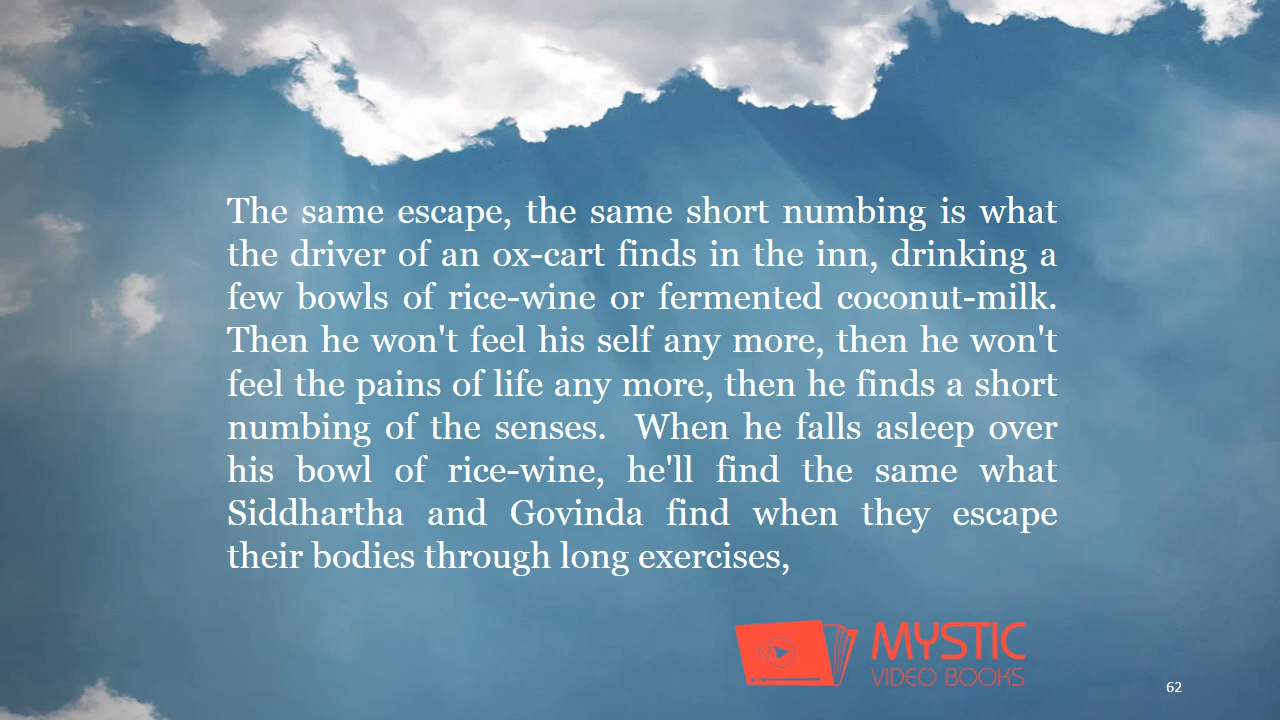 The same escape, the same short numbing is what
the driver of an ox-cart finds in the inn, drinking a
few bowls of rice-wine or fermented coconut-milk.
Then he won't feel his self any more, then he won't
feel the pains of life any more, then he finds a short
numbing of the senses.  When he falls asleep over
his bowl of rice-wine, he'll find the same what
Siddhartha and Govinda find when they escape
their bodies through long exercises,
MYSTIC
VIDEO BOOKS
62